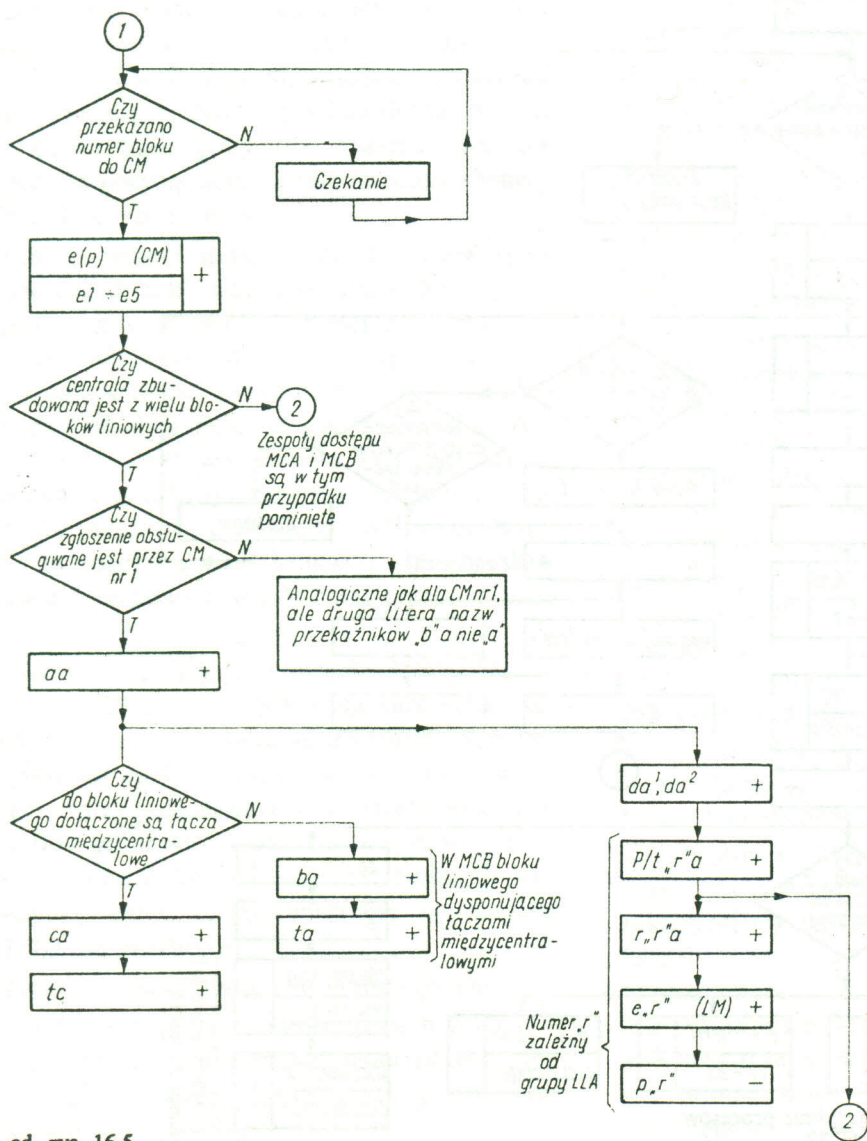 1
Czy
przekazano
numer bloku
do CM
N
Czekanie
T
e(p) (CM)
+
e1 ÷ e5
Czy
centrala zbu-
dowana jest z wielu blo-
ków liniowych
N
2
Zespoły dostępu
MCA i MCB
są w tym
przypadku
pominięte
T
Czy
zgłoszenie obsłu-
giwane jest przez CM
nr 1
N
Analogiczne jak dla CM nr 1,
ale druga litera nazw
przekaźników „b" a nie „a"
T
aa +
Czy
do bloku liniowe-
go dołączone są łącza
międzycentra-
lowe
N
ba +
ta +
W MCB bloku
liniowego
dysponującego
łączami
międzycentra-
lowymi
T
ca +
tc +
da¹, da² +
P/t „r"a +
r„r"a +
e„r" (LM) +
p„r" −
Numer „r"
zależny
od
grupy LLA
2